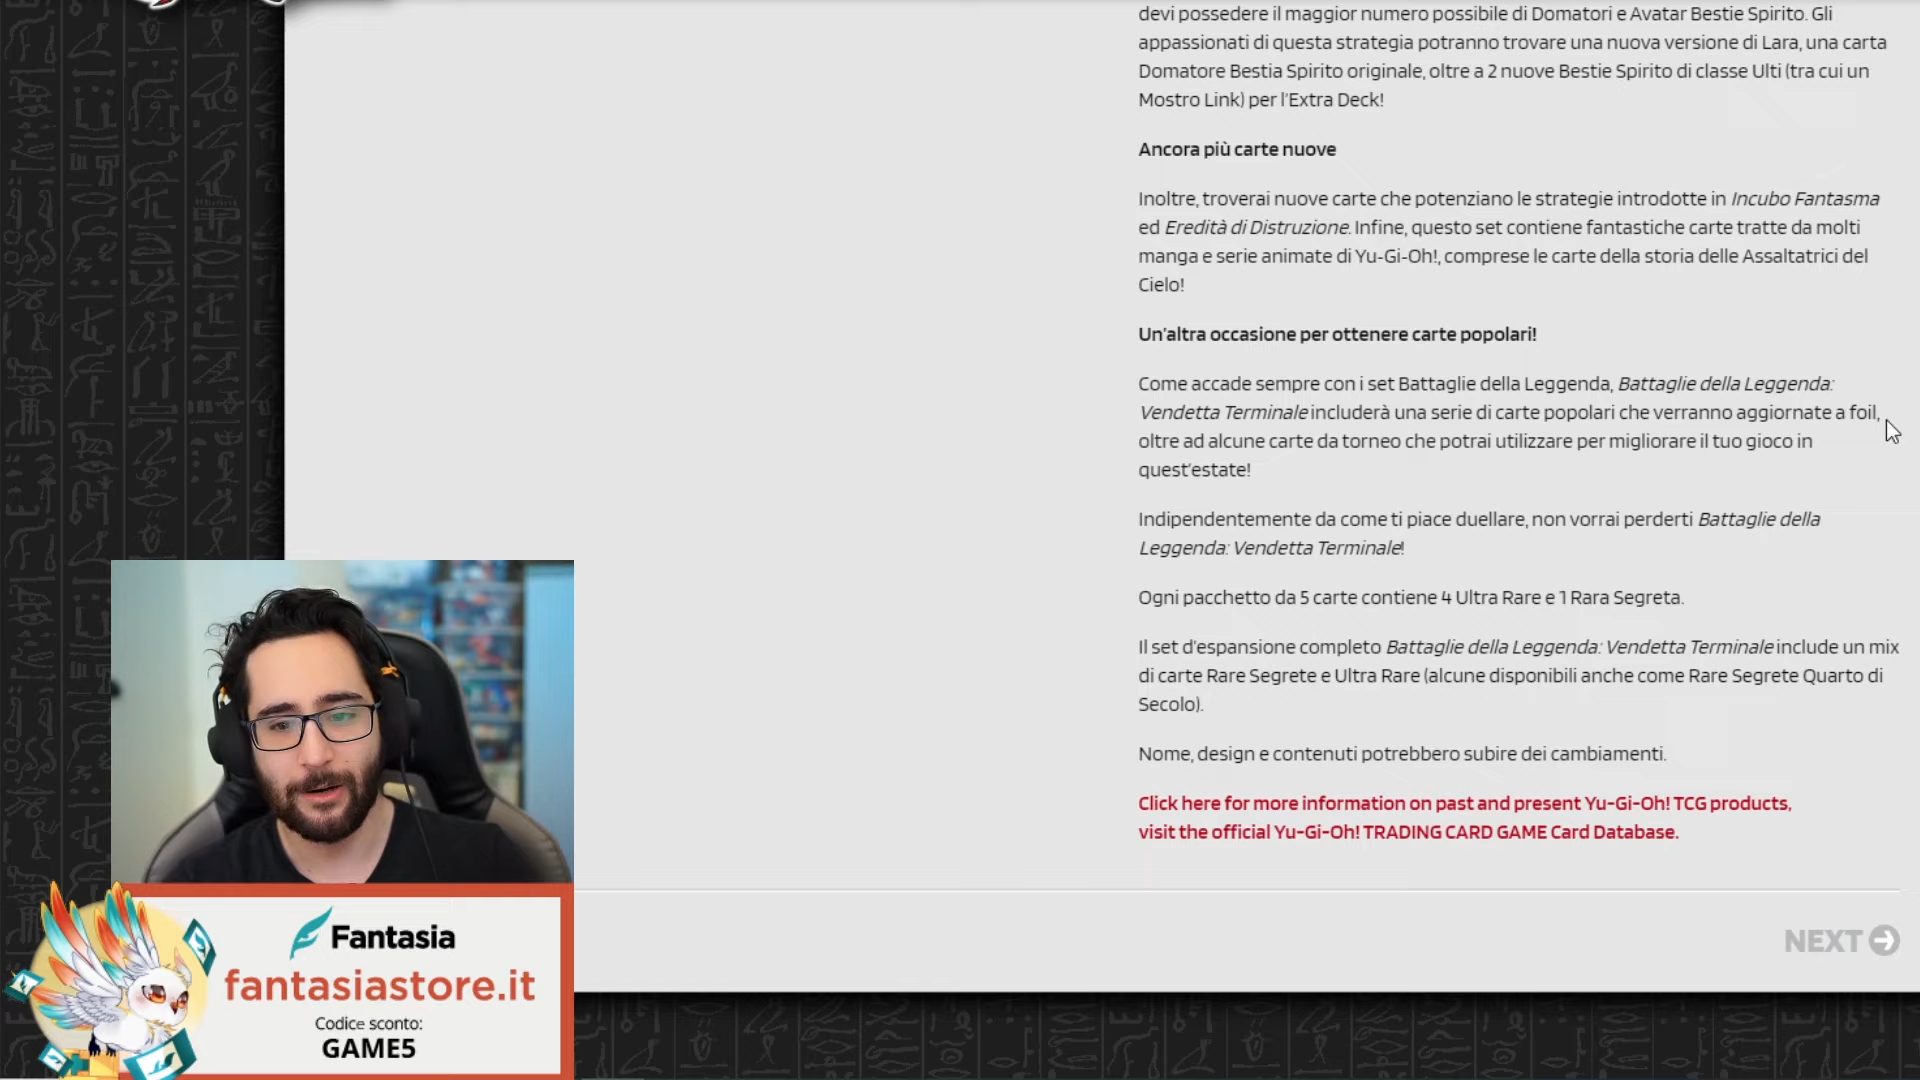 devi possedere il maggior numero possibile di Domatori e Avatar Bestie Spirito. Gli
appassionati di questa strategia potranno trovare una nuova versione di Lara, una carta
Domatore Bestia Spirito originale, oltre a 2 nuove Bestie Spirito di classe Ulti (tra cui un
Mostro Link) per l'Extra Deck!
Ancora più carte nuove
Inoltre, troverai nuove carte che potenziano le strategie introdotte in Incubo Fantasma
ed Eredità di Distruzione. Infine, questo set contiene fantastiche carte tratte da molti
manga e serie animate di Yu-Gi-Oh!, comprese le carte della storia delle Assaltatrici del
Cielo!
Un'altra occasione per ottenere carte popolari!
Come accade sempre con i set Battaglie della Leggenda, Battaglie della Leggenda:
Vendetta Terminale includerà una serie di carte popolari che verranno aggiornate a foil,
oltre ad alcune carte da torneo che potrai utilizzare per migliorare il tuo gioco in
quest'estate!
Indipendentemente da come ti piace duellare, non vorrai perderti Battaglie della
Leggenda: Vendetta Terminale!
Ogni pacchetto da 5 carte contiene 4 Ultra Rare e 1 Rara Segreta.
Il set d'espansione completo Battaglie della Leggenda: Vendetta Terminale include un mix
di carte Rare Segrete e Ultra Rare (alcune disponibili anche come Rare Segrete Quarto di
Secolo).
Nome, design e contenuti potrebbero subire dei cambiamenti.
Click here for more information on past and present Yu-Gi-Oh! TCG products,
visit the official Yu-Gi-Oh! TRADING CARD GAME Card Database.
NEXT
Fantasia
fantasiastore.it
Codice sconto:
GAME5